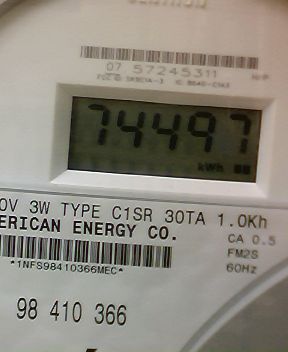 07 57245311
74497
kWh
0V 3W TYPE C1SR 30TA 1.0Kh
ERICAN ENERGY CO.
CA 0.5
FM2S
60Hz
*1NFS98410366MEC*
98 410 366